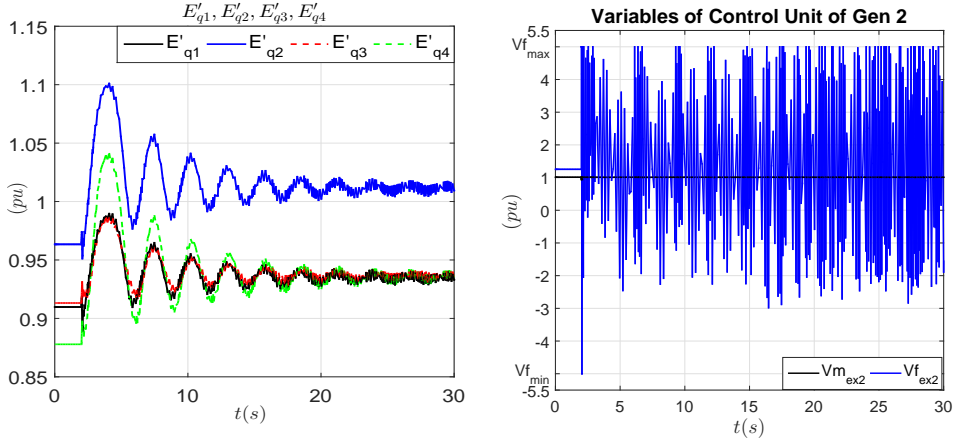 E′q1, E′q2, E′q3, E′q4
E'q1 E'q2 E'q3 E'q4
1.15
1.1
1.05
1
0.95
0.9
0.85
(pu)
0 10 20 30
t(s)
Variables of Control Unit of Gen 2
5.5
Vfmax
4
3
2
1
0
-1
-2
-3
-4
Vfmin
-5.5
(pu)
Vmex2 Vfex2
0 5 10 15 20 25 30
t(s)